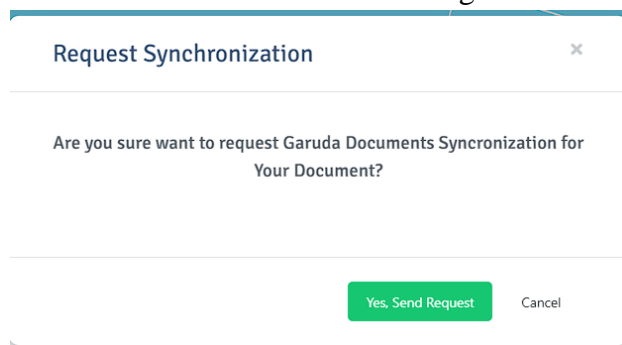 Request Synchronization
×
Are you sure want to request Garuda Documents Syncronization for
Your Document?
Yes, Send Request
Cancel